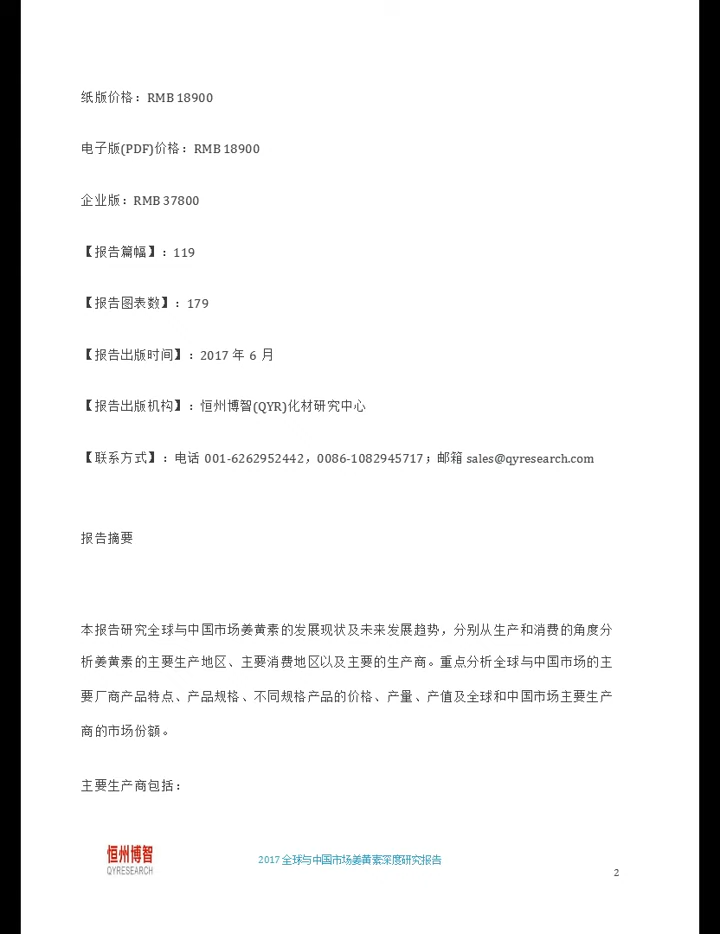 纸版价格：RMB 18900
电子版(PDF)价格：RMB 18900
企业版：RMB 37800
【报告篇幅】：119
【报告图表数】：179
【报告出版时间】：2017 年 6 月
【报告出版机构】：恒州博智(QYR)化材研究中心
【联系方式】：电话 001-6262952442，0086-1082945717；邮箱 sales@qyresearch.com
报告摘要
本报告研究全球与中国市场姜黄素的发展现状及未来发展趋势，分别从生产和消费的角度分
析姜黄素的主要生产地区、主要消费地区以及主要的生产商。重点分析全球与中国市场的主
要厂商产品特点、产品规格、不同规格产品的价格、产量、产值及全球和中国市场主要生产
商的市场份额。
主要生产商包括：
恒州博智
QYRESEARCH
2017 全球与中国市场姜黄素深度研究报告
2